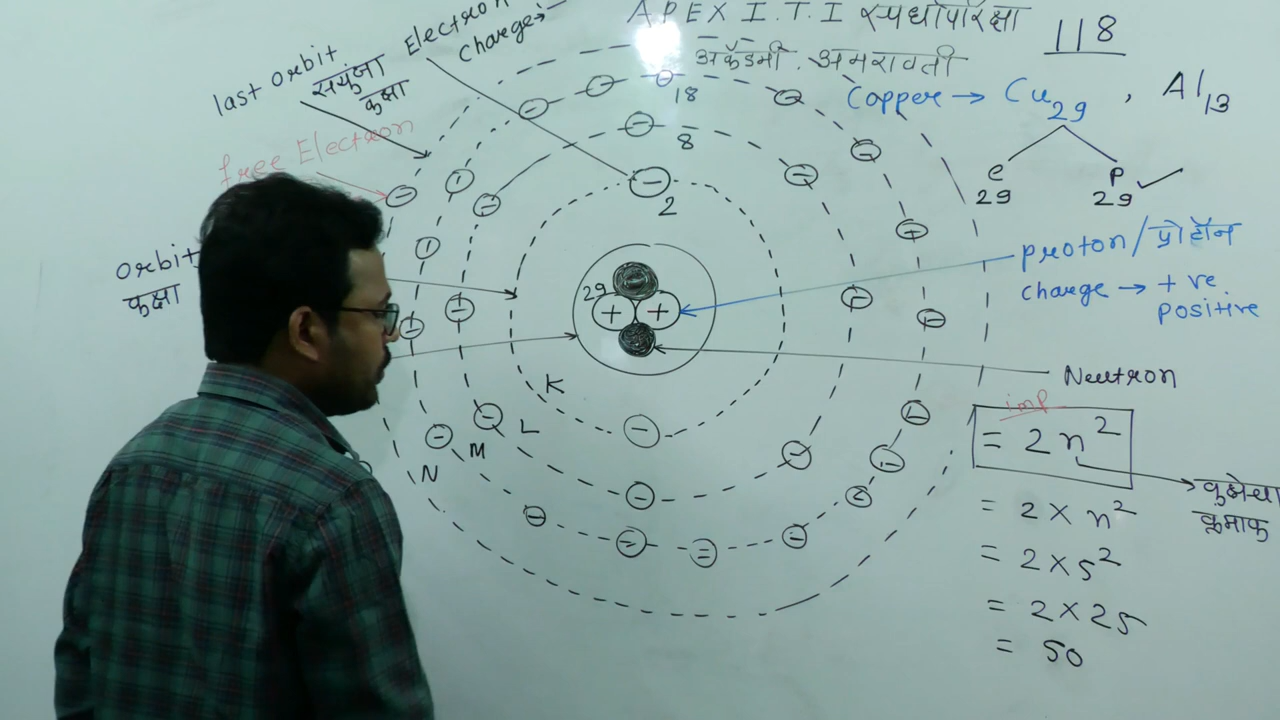 APEX I.T.I स्पर्धापरिक्षा
अकॅडमी. अमरावती
118
Electron
charge:-
last orbit
सयुंजा
कक्षा
free Electron
orbit
कक्षा
18
8
2
29
+ +
K
L
M
N
Copper → Cu29 , Al13
e
29
P
29
proton/प्रोटॉन
charge → +ve
positive
Neutron
imp
= 2n²
= 2 × n²
= 2 × 5²
= 2 × 25
= 50